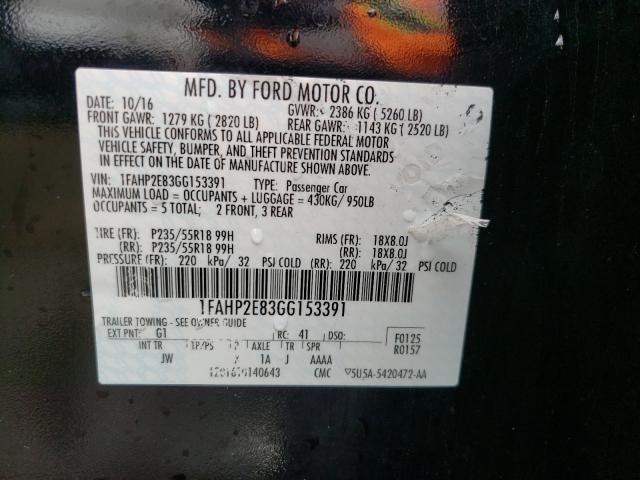 MFD. BY FORD MOTOR CO.
DATE: 10/16 GVWR: 2386 KG (5260 LB)
FRONT GAWR: 1279 KG (2820 LB) REAR GAWR: 1143 KG (2520 LB)
THIS VEHICLE CONFORMS TO ALL APPLICABLE FEDERAL MOTOR
VEHICLE SAFETY, BUMPER, AND THEFT PREVENTION STANDARDS
IN EFFECT ON THE DATE OF MANUFACTURE SHOWN ABOVE.
VIN: 1FAHP2E83GG153391 TYPE: Passenger Car
MAXIMUM LOAD = OCCUPANTS + LUGGAGE = 430KG/ 950LB
OCCUPANTS = 5 TOTAL; 2 FRONT, 3 REAR
TIRE (FR): P235/55R18 99H RIMS (FR): 18X8.0J
(RR): P235/55R18 99H (RR): 18X8.0J
PRESSURE (FR): 220 kPa/ 32 PSI COLD (RR): 220 kPa/ 32 PSI COLD
1FAHP2E83GG153391
TRAILER TOWING - SEE OWNER GUIDE
EXT PNT: G1 RC: 41 DSO: F0125
INT TR TP/PS AXLE TR SPR R0157
JW 1A J AAAA
CMC ▽5U5A-5420472-AA